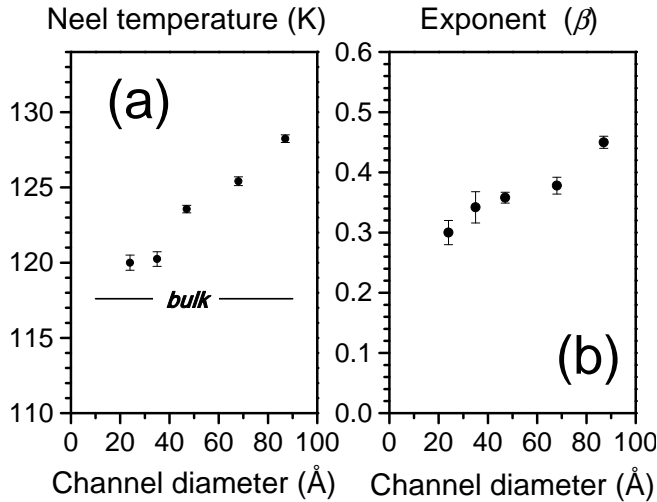 Neel temperature (K)
Exponent (β)
(a)
130
125
120
115
110
bulk
0 20 40 60 80 100
Channel diameter (Å)
0.6
0.5
0.4
0.3
0.2
0.1
0.0
(b)
0 20 40 60 80 100
Channel diameter (Å)